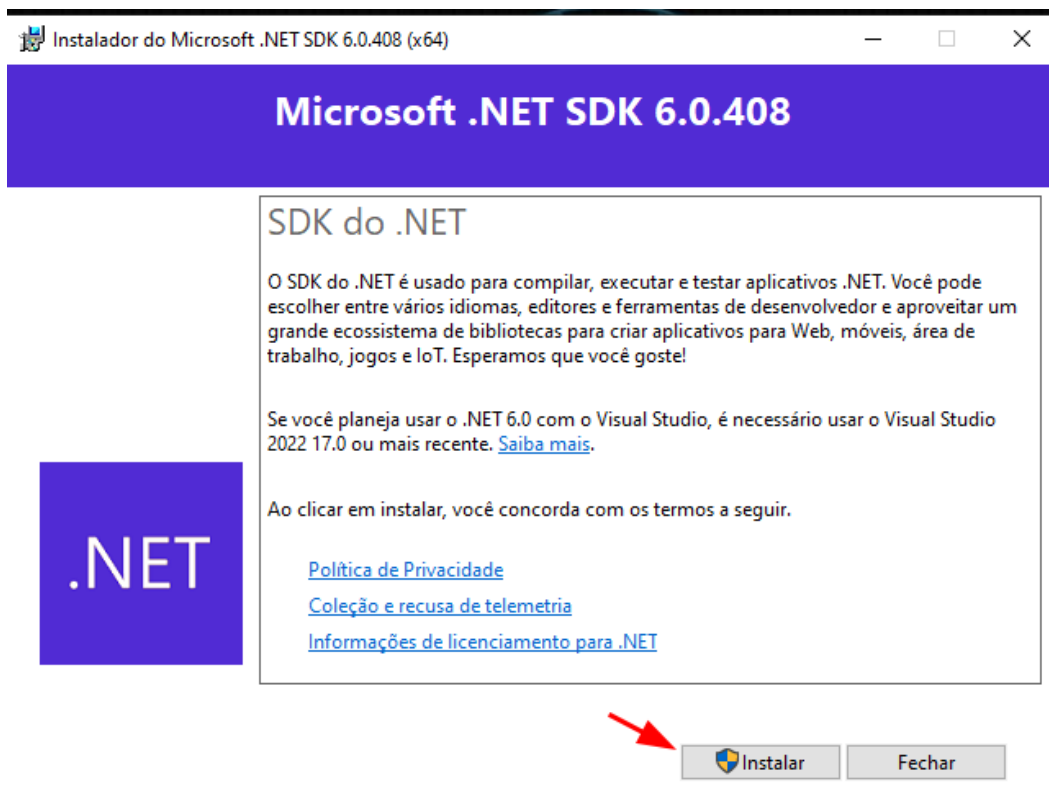 Instalador do Microsoft .NET SDK 6.0.408 (x64)
Microsoft .NET SDK 6.0.408
SDK do .NET
O SDK do .NET é usado para compilar, executar e testar aplicativos .NET. Você pode
escolher entre vários idiomas, editores e ferramentas de desenvolvedor e aproveitar um
grande ecossistema de bibliotecas para criar aplicativos para Web, móveis, área de
trabalho, jogos e IoT. Esperamos que você goste!
Se você planeja usar o .NET 6.0 com o Visual Studio, é necessário usar o Visual Studio
2022 17.0 ou mais recente. Saiba mais.
Ao clicar em instalar, você concorda com os termos a seguir.
.NET
Política de Privacidade
Coleção e recusa de telemetria
Informações de licenciamento para .NET
Instalar
Fechar